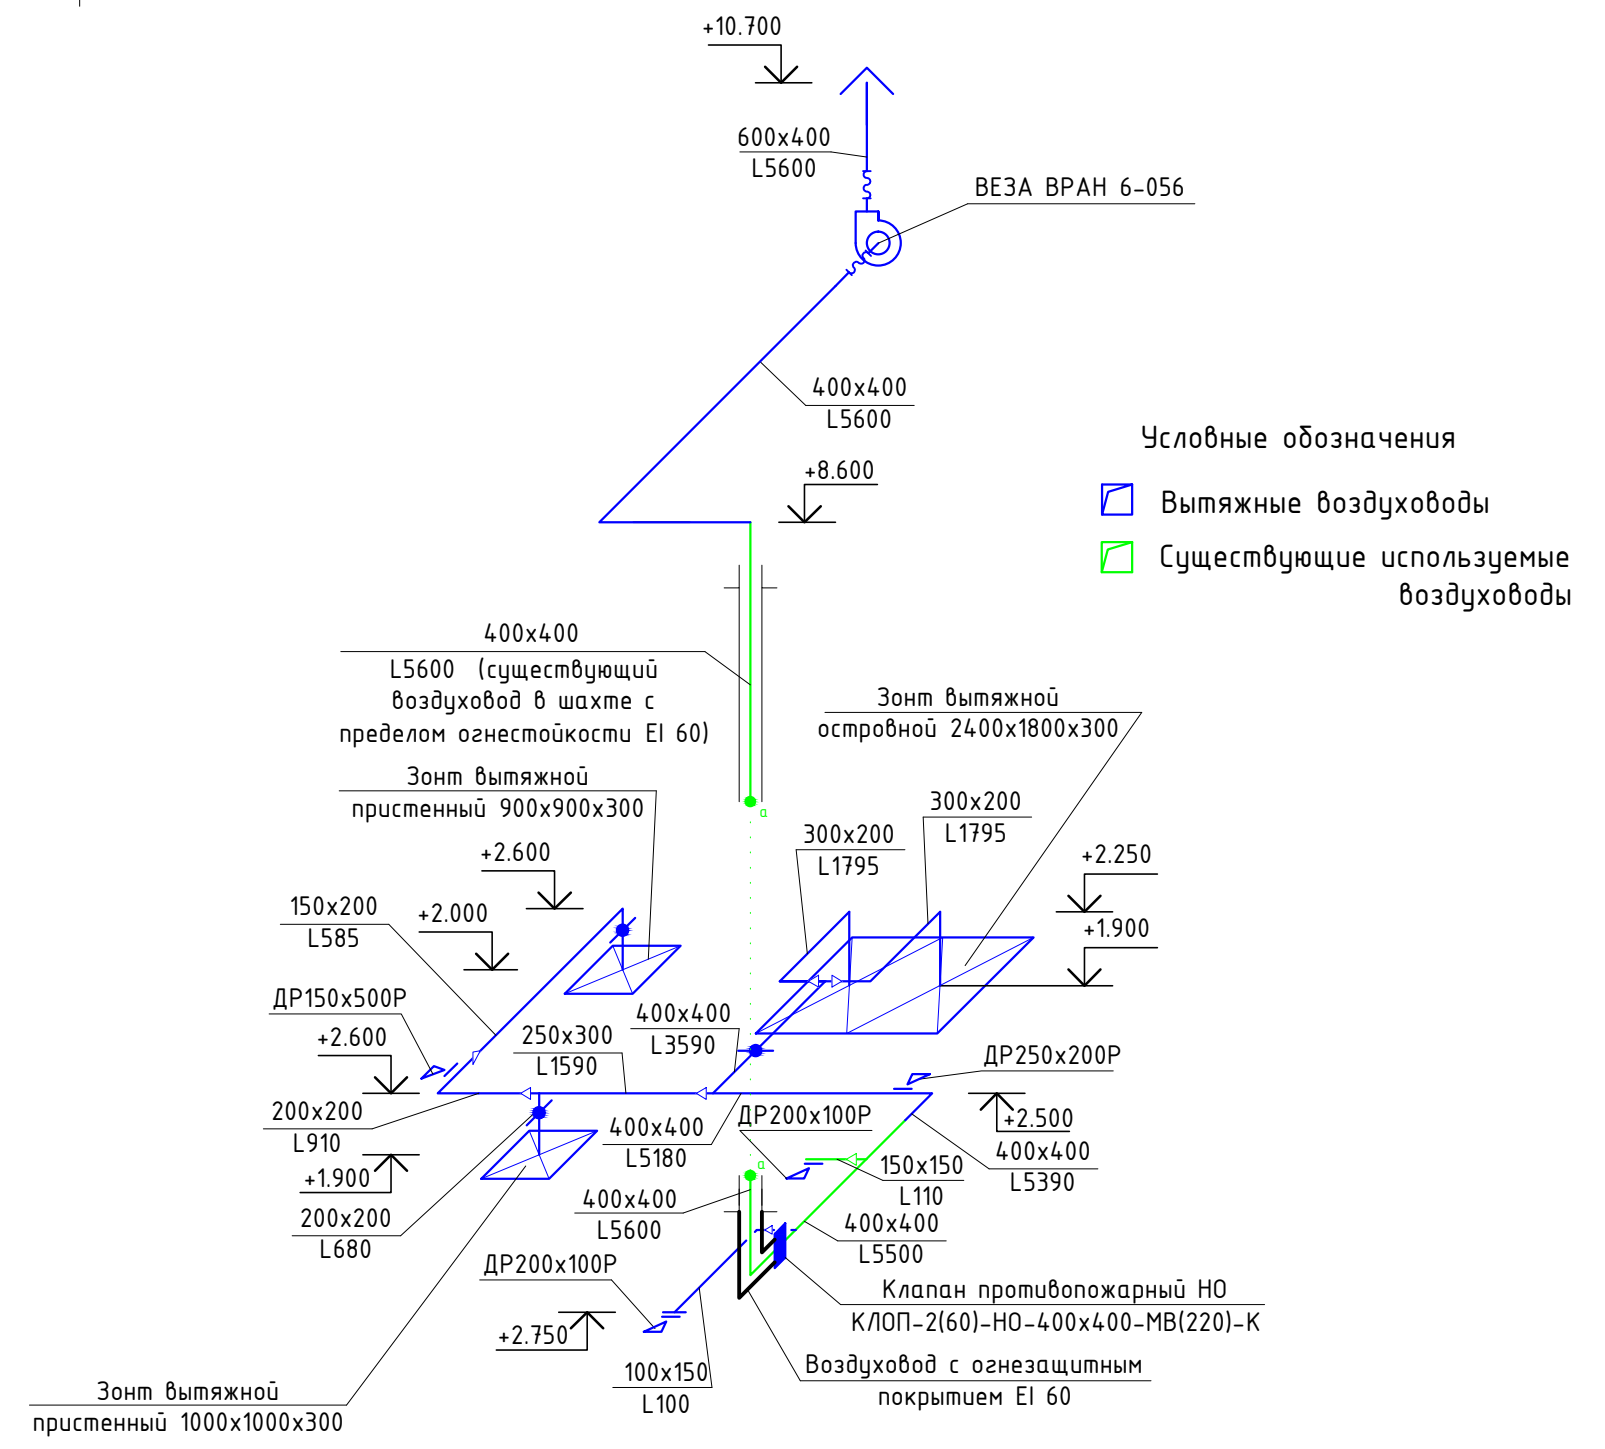 +10.700
600x400
L5600
ВЕЗА ВРАН 6-056
400x400
L5600
Условные обозначения
+8.600
Вытяжные воздуховоды
Существующие используемые
воздуховоды
400x400
L5600 (существующий
воздуховод в шахте с
пределом огнестойкости EI 60)
Зонт вытяжной
островной 2400x1800x300
Зонт вытяжной
пристенный 900x900x300
300x200
L1795
300x200
L1795
a
+2.600
+2.250
150x200
L585
+2.000
+1.900
ДР150x500Р
400x400
L3590
+2.600
250x300
L1590
ДР250x200Р
200x200
L910
ДР200x100Р
+2.500
400x400
L5180
400x400
L5390
a
150x150
L110
+1.900
400x400
L5600
200x200
L680
400x400
L5500
ДР200x100Р
Клапан противопожарный НО
КЛОП-2(60)-НО-400x400-МВ(220)-К
+2.750
100x150
L100
Воздуховод с огнезащитным
покрытием EI 60
Зонт вытяжной
пристенный 1000x1000x300